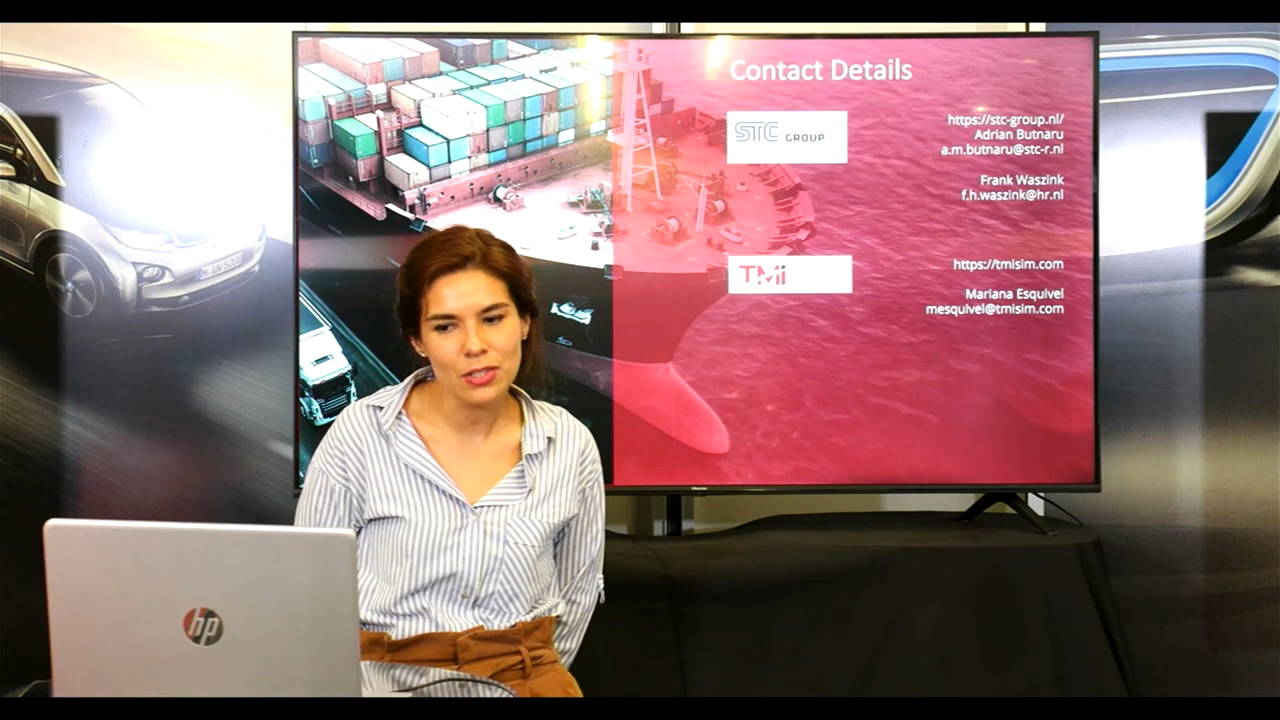 Contact Details
STC GROUP
https://stc-group.nl/
Adrian Butnaru
a.m.butnaru@stc-r.nl
Frank Waszink
f.h.waszink@hr.nl
TMi
https://tmisim.com
Mariana Esquivel
mesquivel@tmisim.com
hp